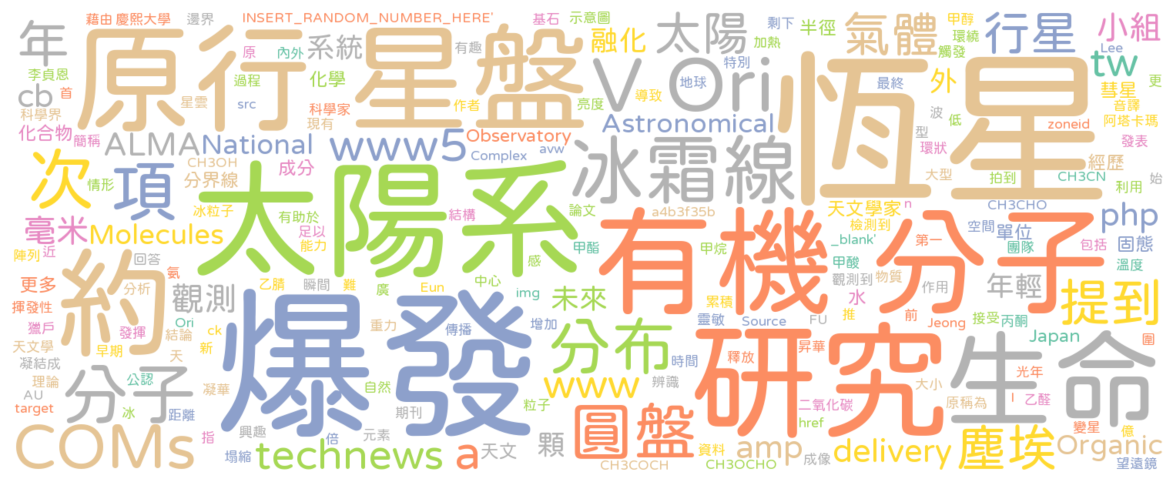 藉由 慶熙大學 邊界 INSERT_RANDOM_NUMBER_HERE' 基石 示意圖 剩下 半徑 甲醇 觸發 小組
年 原行星盤 系統 有趣 融化 太陽 加熱 氣體 環繞 行星 Lee tw
李貞恩 原 內外 V Ori 特別 地球 恆星 最終 外 彗星 更
cb 首 星雲 過程 化學 作者 亮度 導致 音譯
科學界 src 科學家 現有 波 低 阿塔卡瑪
化合物 簡稱 ALMA National www 5 Observatory Astronomical 型 環狀 zoneid 發表
次 項 CH3OH 分界線 成分 Complex avw 冰霜線 大型 拍到 經歷 CH3CN 始
情形 太陽系 論文 a4b3f35b CH3CHO 利用
毫米 Molecules 冰粒子 有助於 足以 結構 有機分子 天文學家 n 空間 單位 php
陣列 近 能力 甲酯 甲烷 _blank' 第一 團隊 包括 固態
約 回答 氨 乙腈 瞬間 難 廣 中心 感 甲酸 檢測到 觀測到 物質 溫度
更多 分析 觀測 爆發 Eun img 未來 累積 作用 年輕 提到
揮發性 重力 傳播 增加 靈敏 Source 水 推 FU 前 Jeong 接受 丙酮
獵戶 發揮 Ori ck 結論 新 分布 時間 研究 昇華 釋放 Japan 圍
天文學 早期 天 生命 光年
凝結成 分子 公認 凝華 自然 www 辨識 大小
理論 AU 冰 粒子 原稱為 l 乙醛
target 距離 指 興趣 倍 期刊 元素 圓盤 二氧化碳 href 變星 億
COMs 塌縮 technews a 天文 顆 CH3COCH 資料 CH3OCHO amp 成像 delivery 塵埃 Organic 望遠鏡